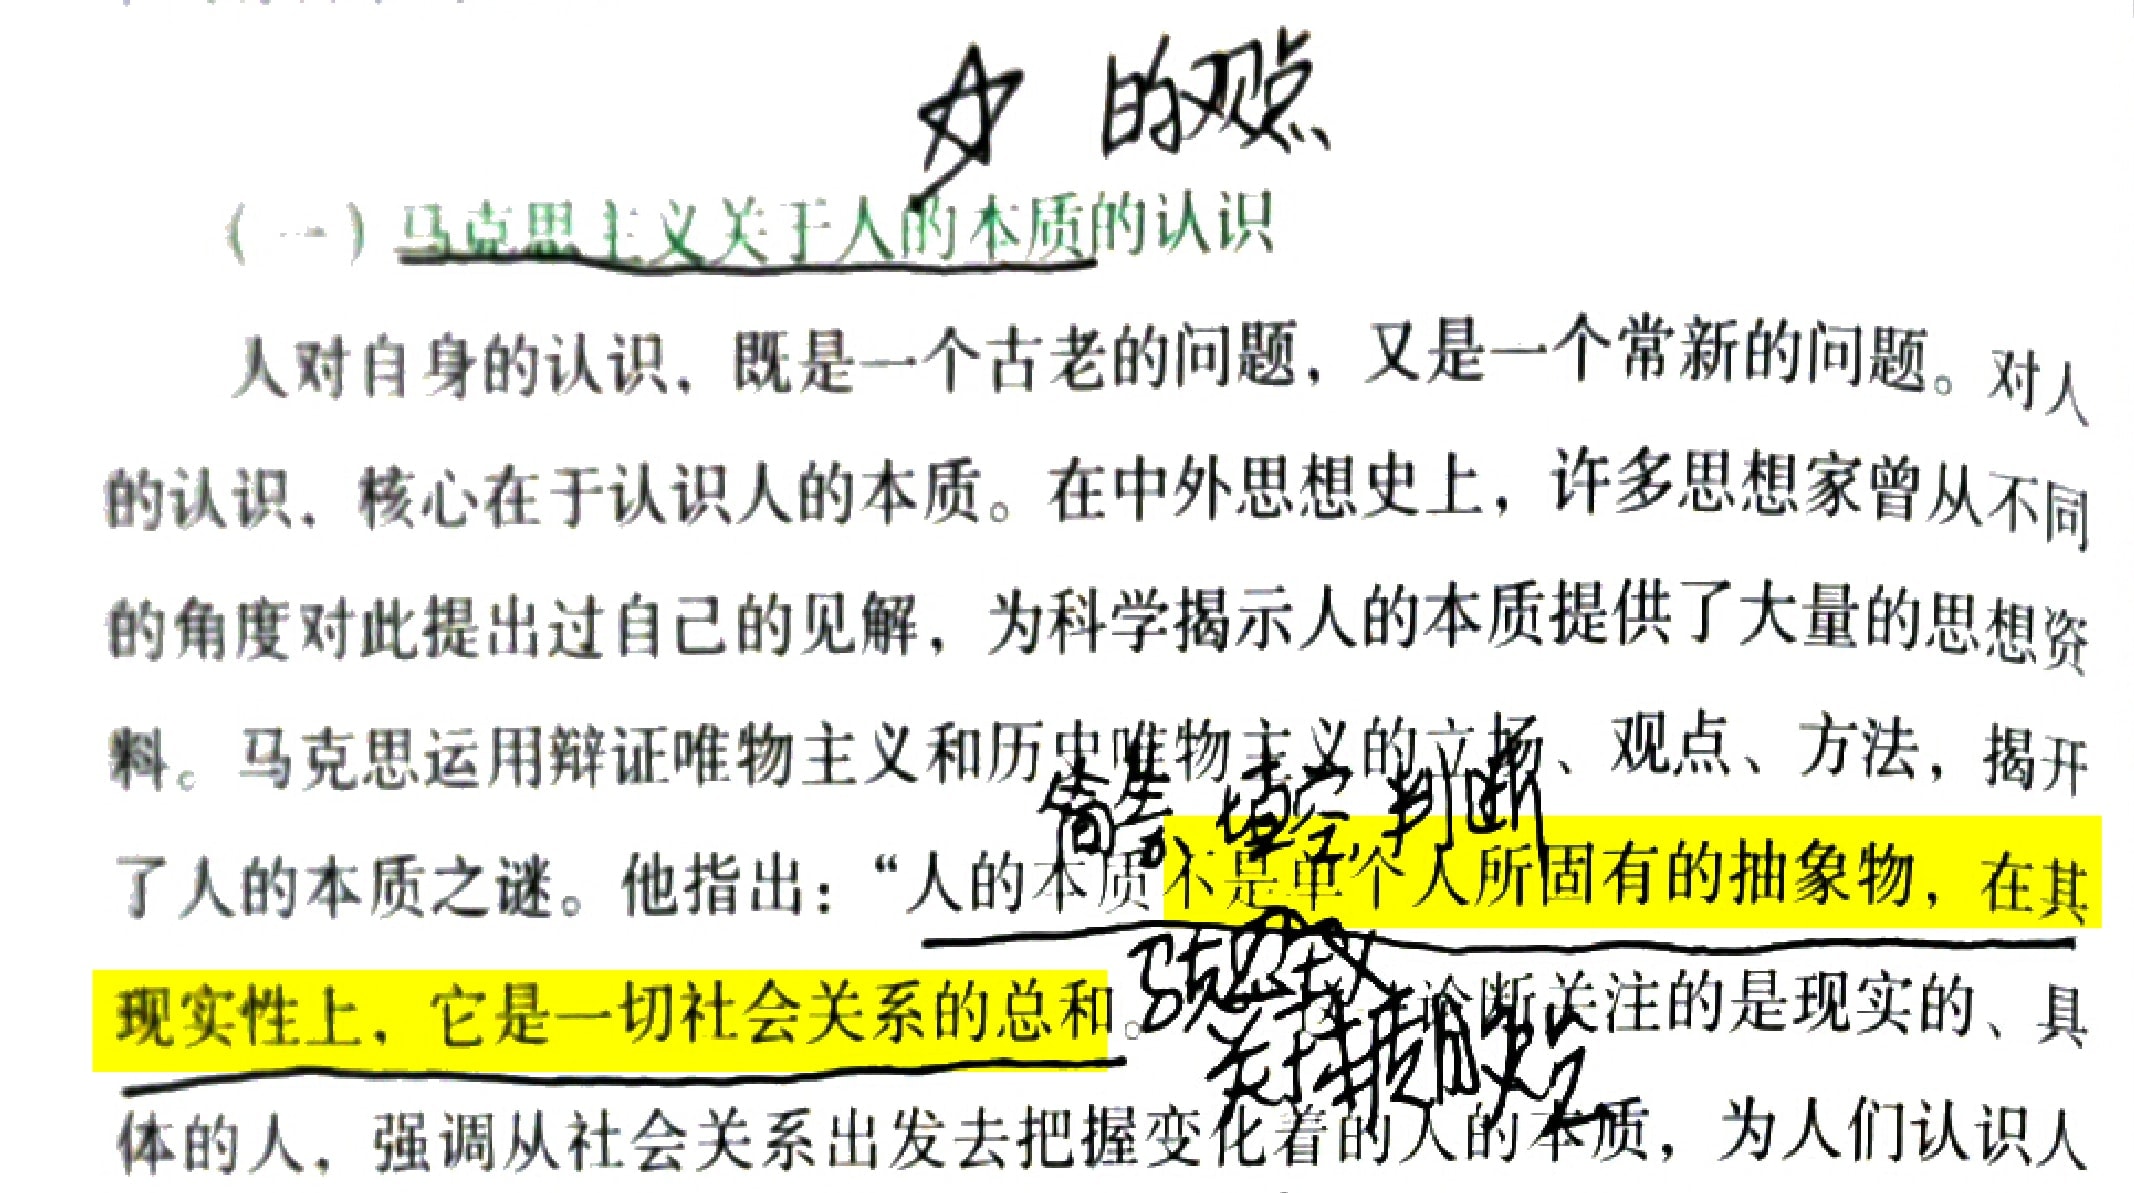 的观点
（一）马克思主义关于人的本质的认识
人对自身的认识，既是一个古老的问题，又是一个常新的问题。对人
的认识，核心在于认识人的本质。在中外思想史上，许多思想家曾从不同
的角度对此提出过自己的见解，为科学揭示人的本质提供了大量的思想资
料。马克思运用辩证唯物主义和历史唯物主义的立场、观点、方法，揭开
简答、填空，判断
了人的本质之谜。他指出：“人的本质不是单个人所固有的抽象物，在其
马克思主义
现实性上，它是一切社会关系的总和。论断关注的是现实的、具
关于
体的人，强调从社会关系出发去把握变化着的人的本质，为人们认识人